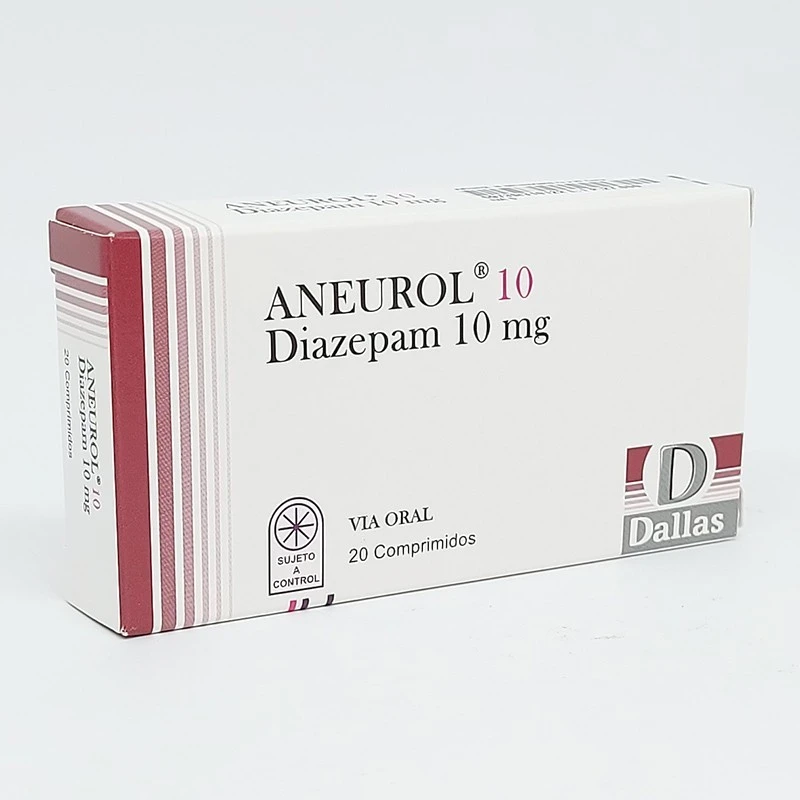 ANEUROL® 10
Diazepam 10 mg
ANEUROL® 10
Diazepam 10 mg
VIA ORAL
20 Comprimidos
SUJETO
A
CONTROL
D
Dallas
ANEUROL® 10
Diazepam 10 mg
20 Comprimidos